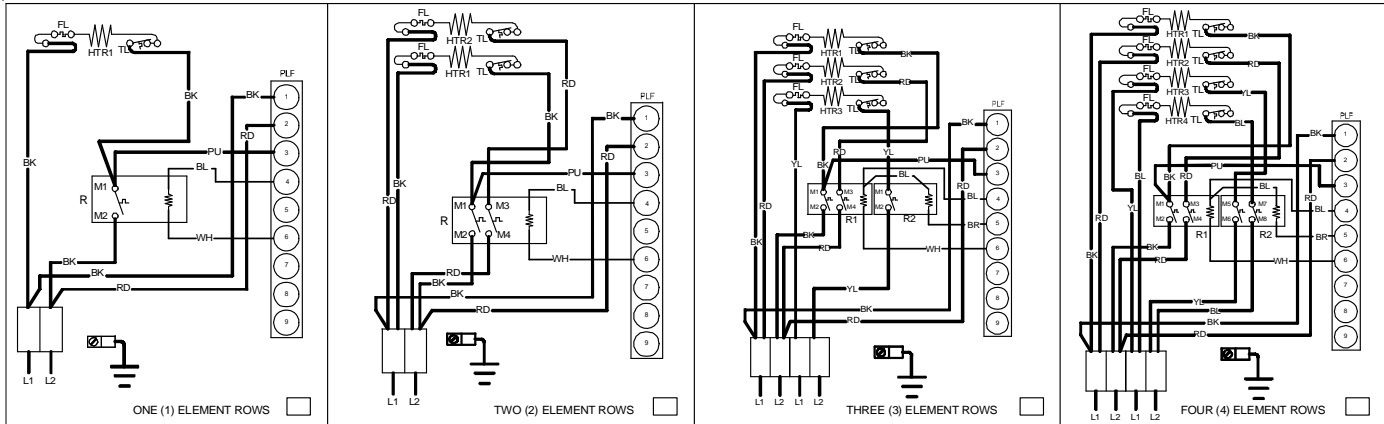 FL
HTR1
TL
BK
PLF
BK
1
RD
2
PU
3
BL
4
M1
R
M2
5
WH
6
BK
7
BK
RD
8
9
L1 L2
ONE (1) ELEMENT ROWS
FL
HTR2
TL
FL
HTR1
TL
RD
BK
PLF
BK
1
RD
2
PU
3
BK
RD
BL
4
M1 M3
R
M2 M4
5
WH
6
RD
BK
7
BK
RD
8
9
L1 L2
TWO (2) ELEMENT ROWS
FL
HTR1
TL
BK
FL
HTR2
TL
RD
FL
HTR3
TL
PLF
BK
1
RD
2
YL
BK
RD
YL
PU
3
BL
M1 M3
M2 M4
R1
M1
M2
R2
BL
4
RD
BK
BR
5
BK
RD
WH
6
7
YL
BK
8
RD
9
L1 L2 L1 L2
THREE (3) ELEMENT ROWS
FL
HTR1
TL
BK
FL
HTR2
TL
RD
FL
HTR3
TL
YL
FL
HTR4
TL
BL
PLF
BK
1
RD
2
PU
3
BL
BK
RD
BL
M1 M3
M2 M4
R1
M5 M7
M6 M8
R2
BL
4
RD
YL
BR
5
BK
BK
RD
WH
6
7
YL
BL
8
BK
RD
9
L1 L2 L1 L2
FOUR (4) ELEMENT ROWS